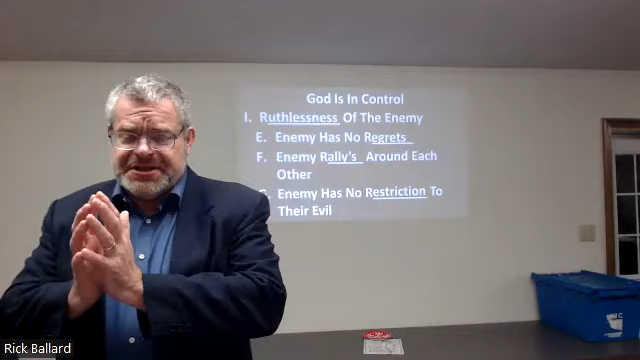 God Is In Control
I. Ruthlessness Of The Enemy
E. Enemy Has No Regrets
F. Enemy Rally's Around Each
Other
Enemy Has No Restriction To
Their Evil
Rick Ballard